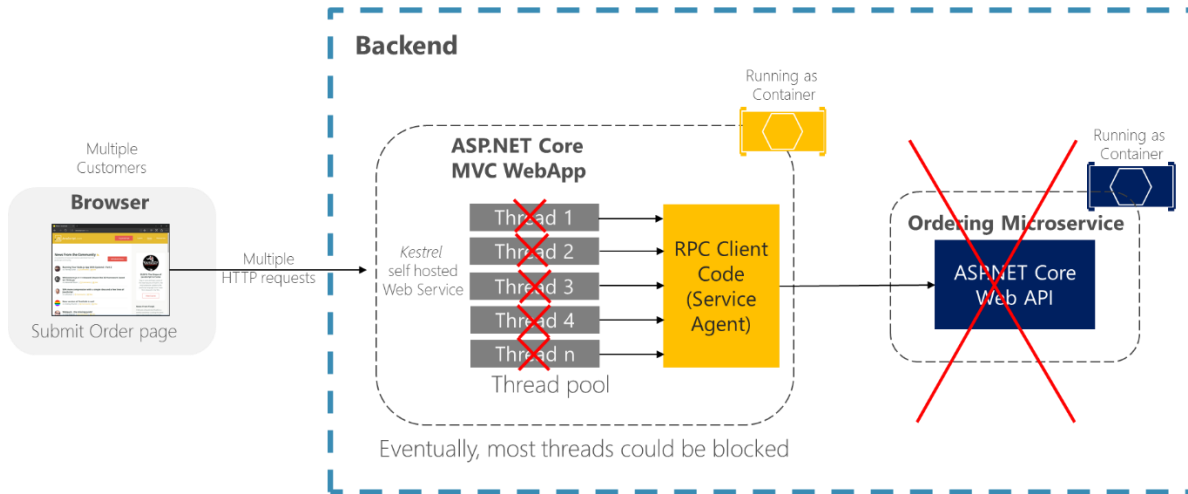 Backend
Running as
Container
ASP.NET Core
MVC WebApp
Running as
Container
Multiple
Customers
Browser
Submit Order page
Multiple
HTTP requests
Kestrel
self hosted
Web Service
Thread 1
Thread 2
Thread 3
Thread 4
Thread n
Thread pool
RPC Client
Code
(Service
Agent)
Ordering Microservice
ASP.NET Core
Web API
Eventually, most threads could be blocked